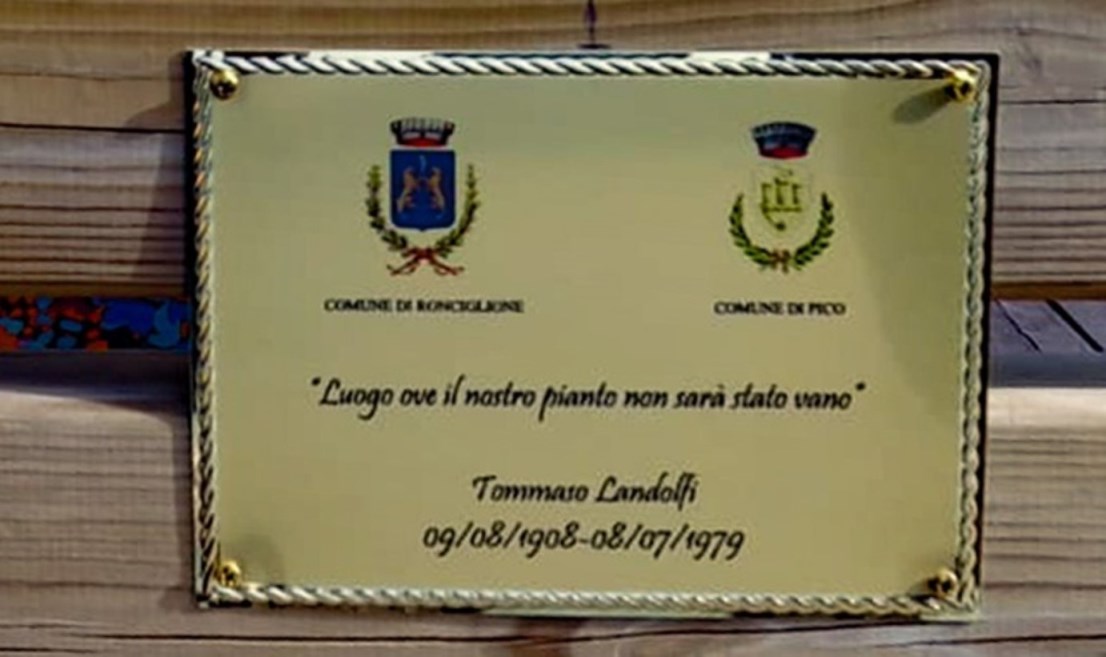 COMUNE DI RONCIGLIONE
COMUNE DI PICO
"Luogo ove il nostro pianto non sarà stato vano"
Tommaso Landolfi
09/08/1908-08/07/1979